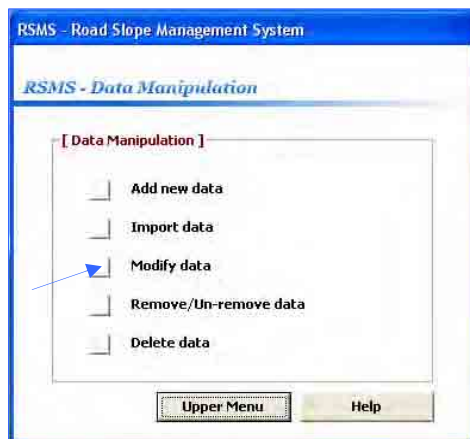 RSMS - Road Slope Management System
RSMS - Data Manipulation
[ Data Manipulation ]
Add new data
Import data
Modify data
Remove/Un-remove data
Delete data
Upper Menu
Help